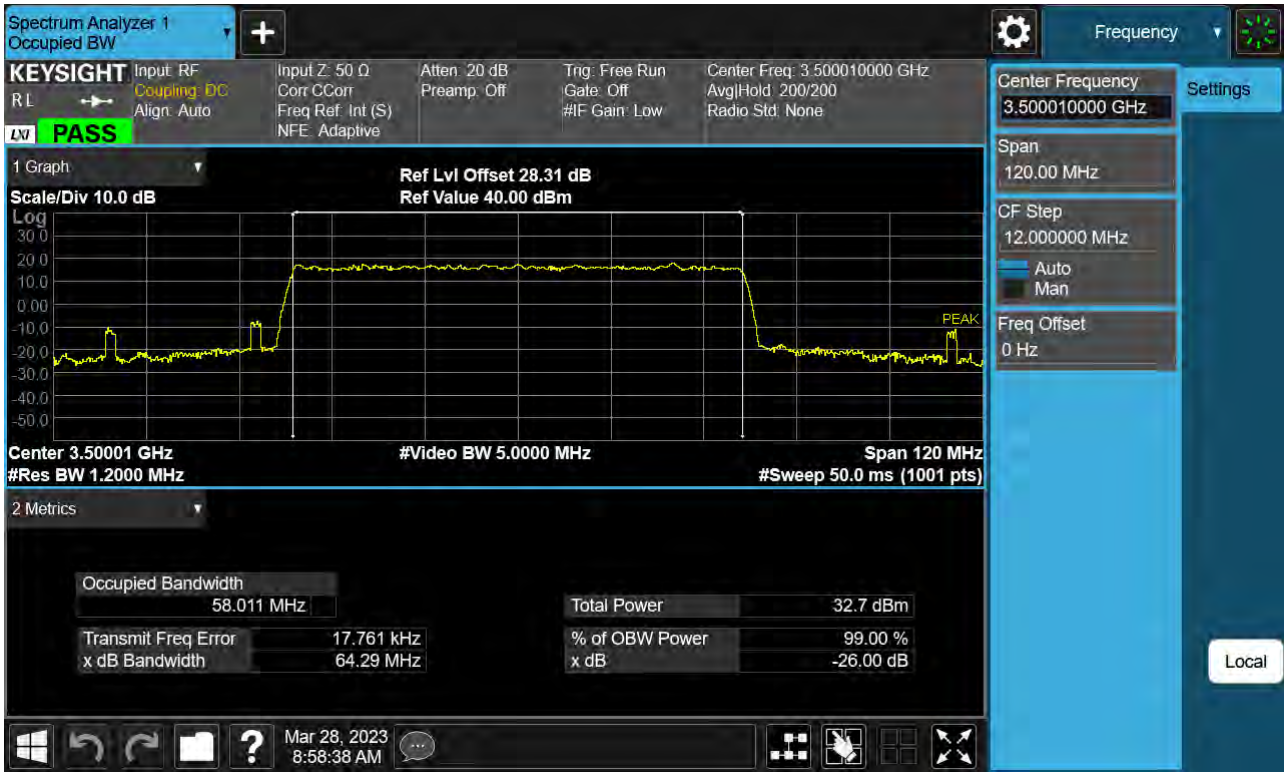 Spectrum Analyzer 1
Occupied BW
Frequency
KEYSIGHT
RL
LXI PASS
Input: RF
Coupling: DC
Align: Auto
Input Z: 50 Ω
Corr CCorr
Freq Ref: Int (S)
NFE: Adaptive
Atten: 20 dB
Preamp: Off
Trig: Free Run
Gate: Off
#IF Gain: Low
Center Freq: 3.500010000 GHz
Avg|Hold: 200/200
Radio Std: None
Center Frequency
3.500010000 GHz
Settings
Span
120.00 MHz
CF Step
12.000000 MHz
Auto
Man
Freq Offset
0 Hz
Local
1 Graph
Scale/Div 10.0 dB
Ref Lvl Offset 28.31 dB
Ref Value 40.00 dBm
Log
30.0
20.0
10.0
0.00
-10.0
-20.0
-30.0
-40.0
-50.0
PEAK
Center 3.50001 GHz
#Video BW 5.0000 MHz
Span 120 MHz
#Res BW 1.2000 MHz
#Sweep 50.0 ms (1001 pts)
2 Metrics
Occupied Bandwidth
58.011 MHz
Total Power 32.7 dBm
Transmit Freq Error 17.761 kHz
% of OBW Power 99.00 %
x dB Bandwidth 64.29 MHz
x dB -26.00 dB
Mar 28, 2023
8:58:38 AM